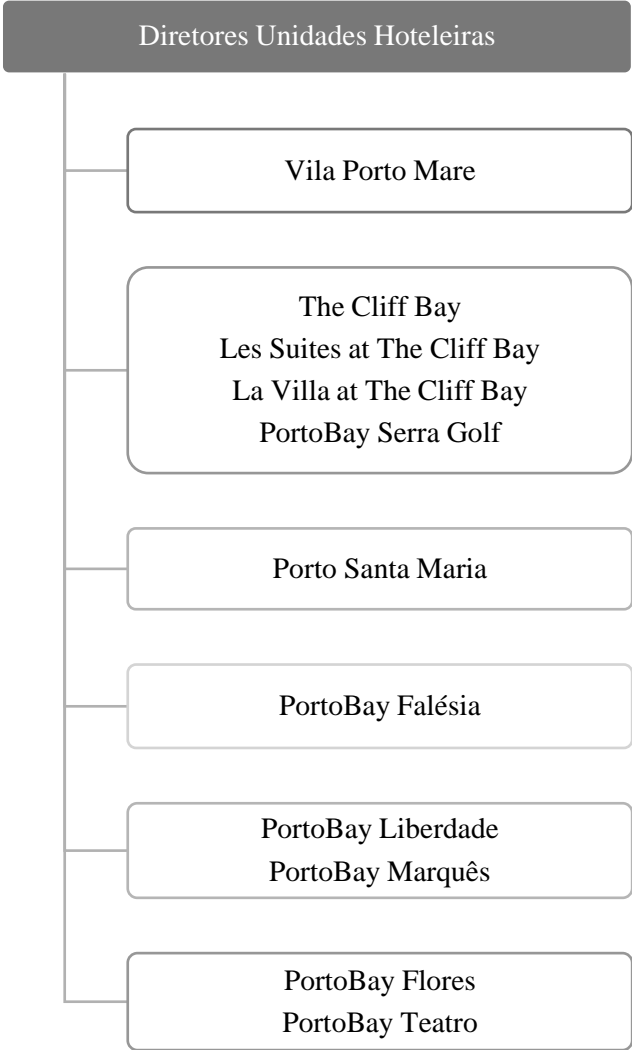 Diretores Unidades Hoteleiras
Vila Porto Mare
The Cliff Bay
Les Suites at The Cliff Bay
La Villa at The Cliff Bay
PortoBay Serra Golf
Porto Santa Maria
PortoBay Falésia
PortoBay Liberdade
PortoBay Marquês
PortoBay Flores
PortoBay Teatro